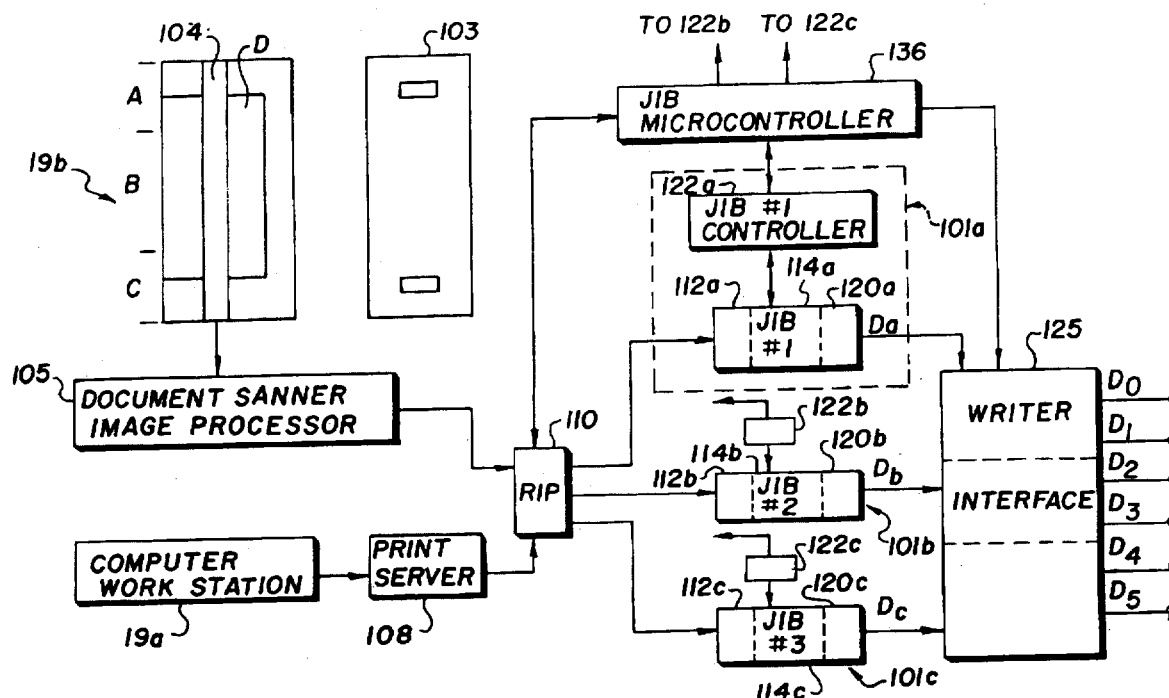 104
D
103
TO 122b
TO 122c
136
A
B
C
19b
JIB
MICROCONTROLLER
122a
JIB #1
CONTROLLER
101a
114a
112a
120a
JIB
#1
Da
125
105
DOCUMENT SANNER
IMAGE PROCESSOR
110
RIP
122b
120b
114b
112b
JIB
#2
Db
101b
WRITER
INTERFACE
D0
D1
D2
D3
D4
D5
COMPUTER
WORK STATION
19a
PRINT
SERVER
108
122c
112c
120c
JIB
#3
Dc
101c
114c